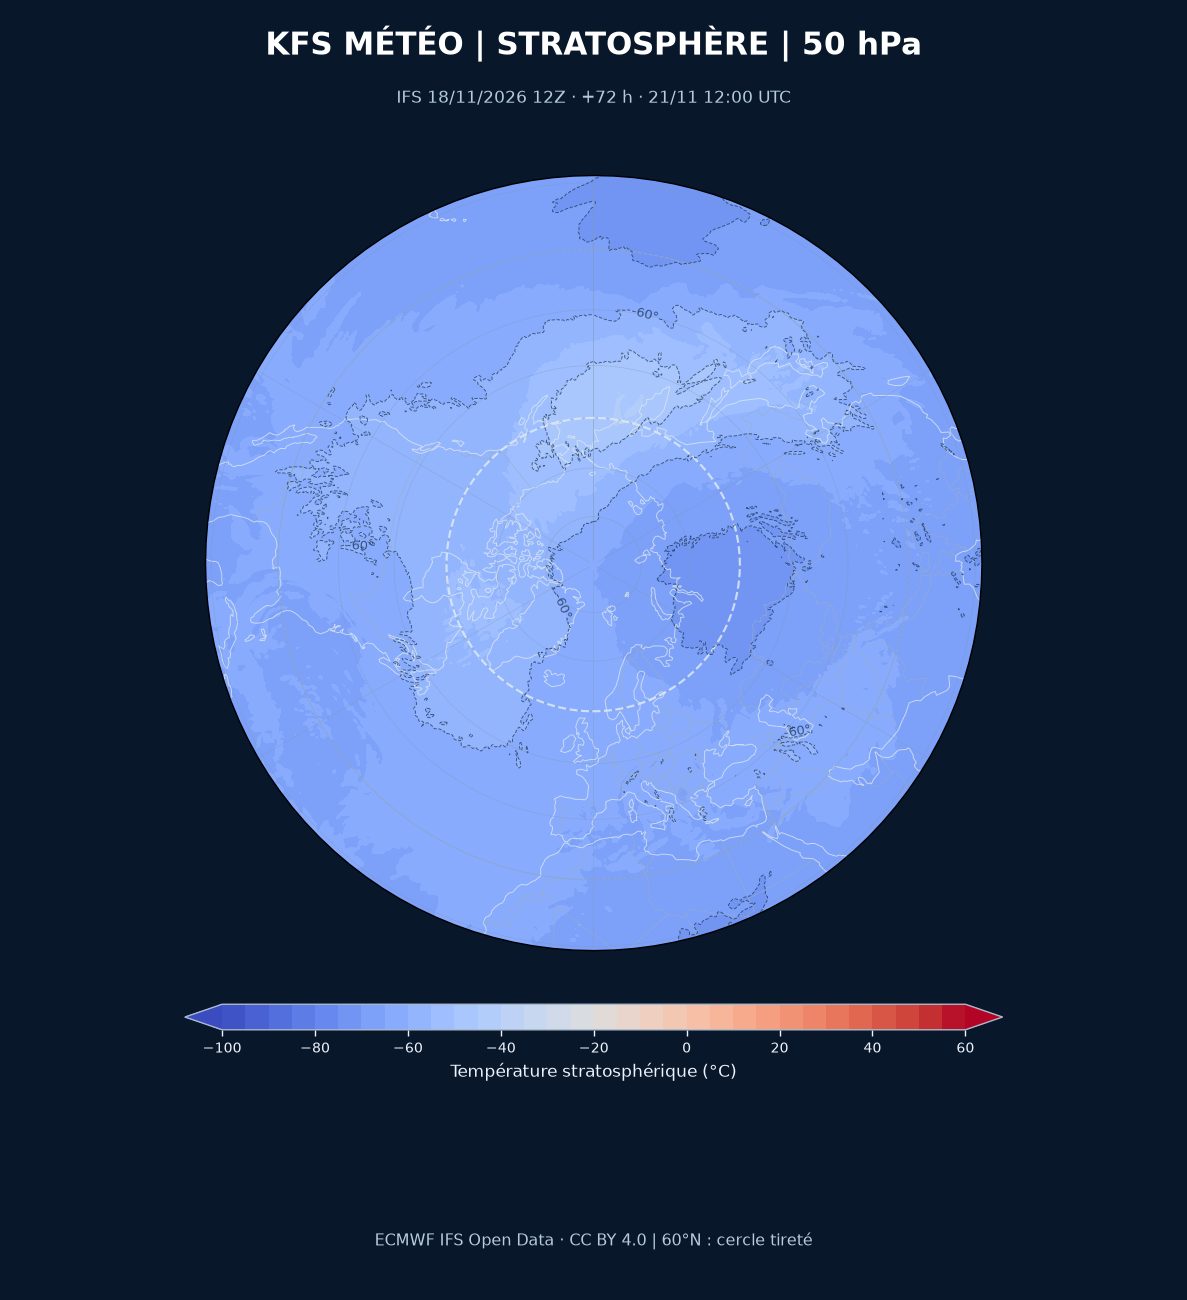 KFS MÉTÉO | STRATOSPHÈRE | 50 hPa
IFS 18/11/2026 12Z · +72 h · 21/11 12:00 UTC
-60°
-60°
-60°
-60°
−100 −80 −60 −40 −20 0 20 40 60
Température stratosphérique (°C)
ECMWF IFS Open Data · CC BY 4.0 | 60°N : cercle tireté